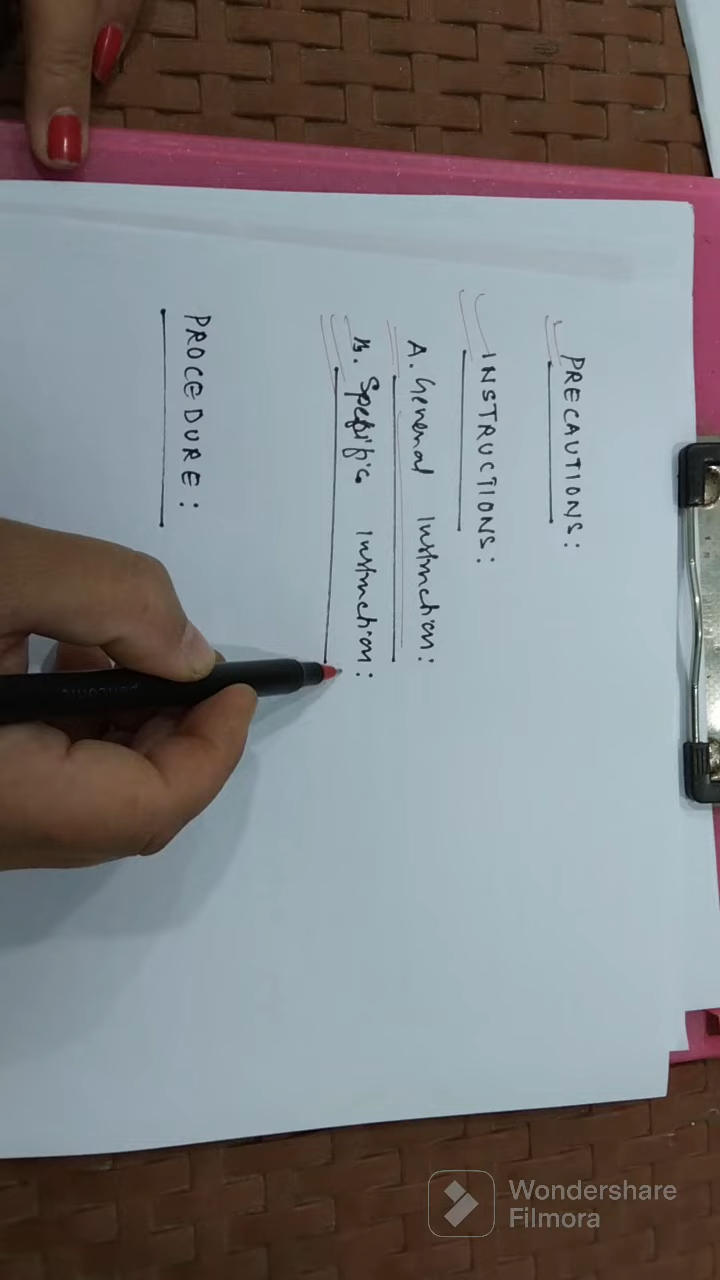 PRECAUTIONS:
INSTRUCTIONS:
A. General Instruction:
B. Specific Instruction:
PROCEDURE:
Wondershare
Filmora